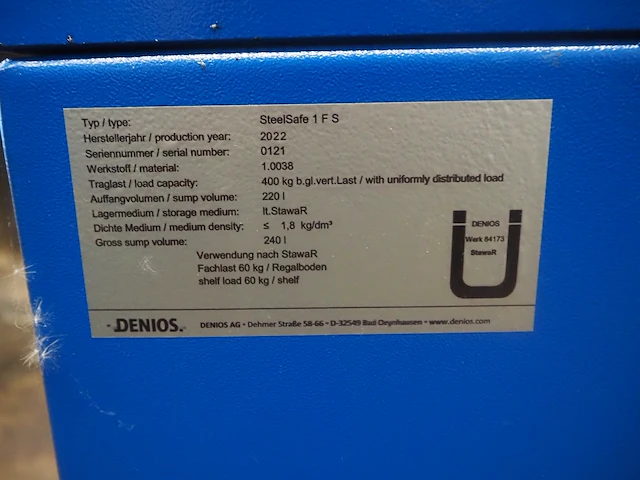 Typ / type: SteelSafe 1 F S
Herstellerjahr / production year: 2022
Seriennummer / serial number: 0121
Werkstoff / material: 1.0038
Traglast / load capacity: 400 kg b.gl.vert.Last / with uniformly distributed load
Auffangvolumen / sump volume: 220 l
Lagermedium / storage medium: lt.StawaR
Dichte Medium / medium density: ≤ 1,8 kg/dm³
Gross sump volume: 240 l
Verwendung nach StawaR
Fachlast 60 kg / Regalboden
shelf load 60 kg / shelf
DENIOS
Werk 64173
StawaR
DENIOS. DENIOS AG • Dehmer Straße 58-66 • D-32549 Bad Oeynhausen • www.denios.com